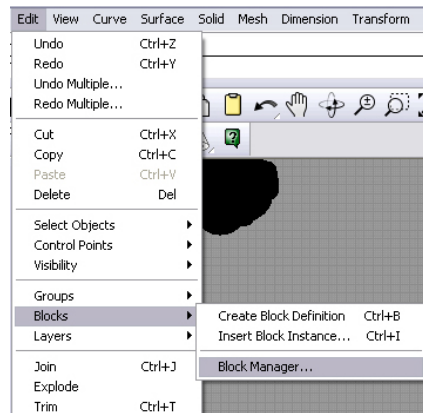 Edit View Curve Surface Solid Mesh Dimension Transform
Undo Ctrl+Z
Redo Ctrl+Y
Undo Multiple...
Redo Multiple...
Cut Ctrl+X
Copy Ctrl+C
Paste Ctrl+V
Delete Del
Select Objects
Control Points
Visibility
Groups
Blocks
Create Block Definition Ctrl+B
Layers
Insert Block Instance... Ctrl+I
Join Ctrl+J
Block Manager...
Explode
Trim Ctrl+T